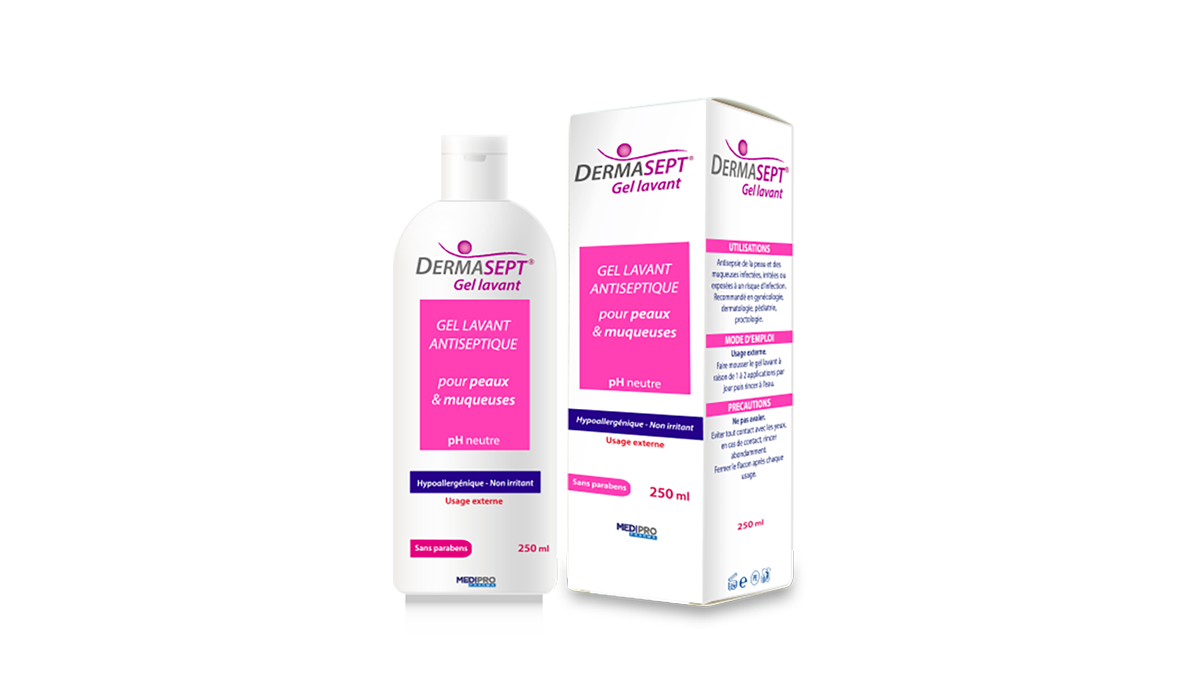 DERMASEPT®
Gel lavant
GEL LAVANT
ANTISEPTIQUE
pour peaux
& muqueuses
pH neutre
Hypoallergénique - Non irritant
Usage externe
Sans parabens
250 ml
MEDIPRO
PHARMA
DERMASEPT®
Gel lavant
GEL LAVANT
ANTISEPTIQUE
pour peaux
& muqueuses
pH neutre
Hypoallergénique - Non irritant
Usage externe
Sans parabens
250 ml
MEDIPRO
PHARMA
DERMASEPT®
Gel lavant
UTILISATIONS
Antisepsie de la peau et des
muqueuses infectées, irritées ou
exposées à un risque d'infection.
Recommandé en gynécologie,
dermatologie, pédiatrie,
proctologie.
MODE D'EMPLOI
Usage externe.
Faire mousser le gel lavant à
raison de 1 à 2 applications par
jour puis rincer à l'eau.
PRECAUTIONS
Ne pas avaler.
Eviter tout contact avec les yeux,
en cas de contact, rincer
abondamment.
Fermer le flacon après chaque
usage.
250 ml
e